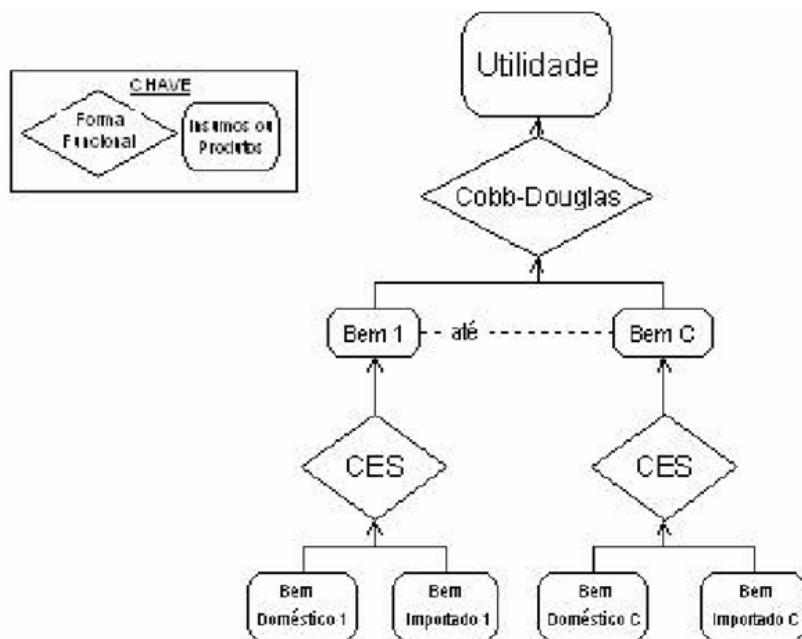 Utilidade
CHAVE
Forma
Funcional
Insumos ou
Produtos
Cobb-Douglas
Bem 1
até
Bem C
CES
CES
Bem
Doméstico 1
Bem
Importado 1
Bem
Doméstico C
Bem
Importado C